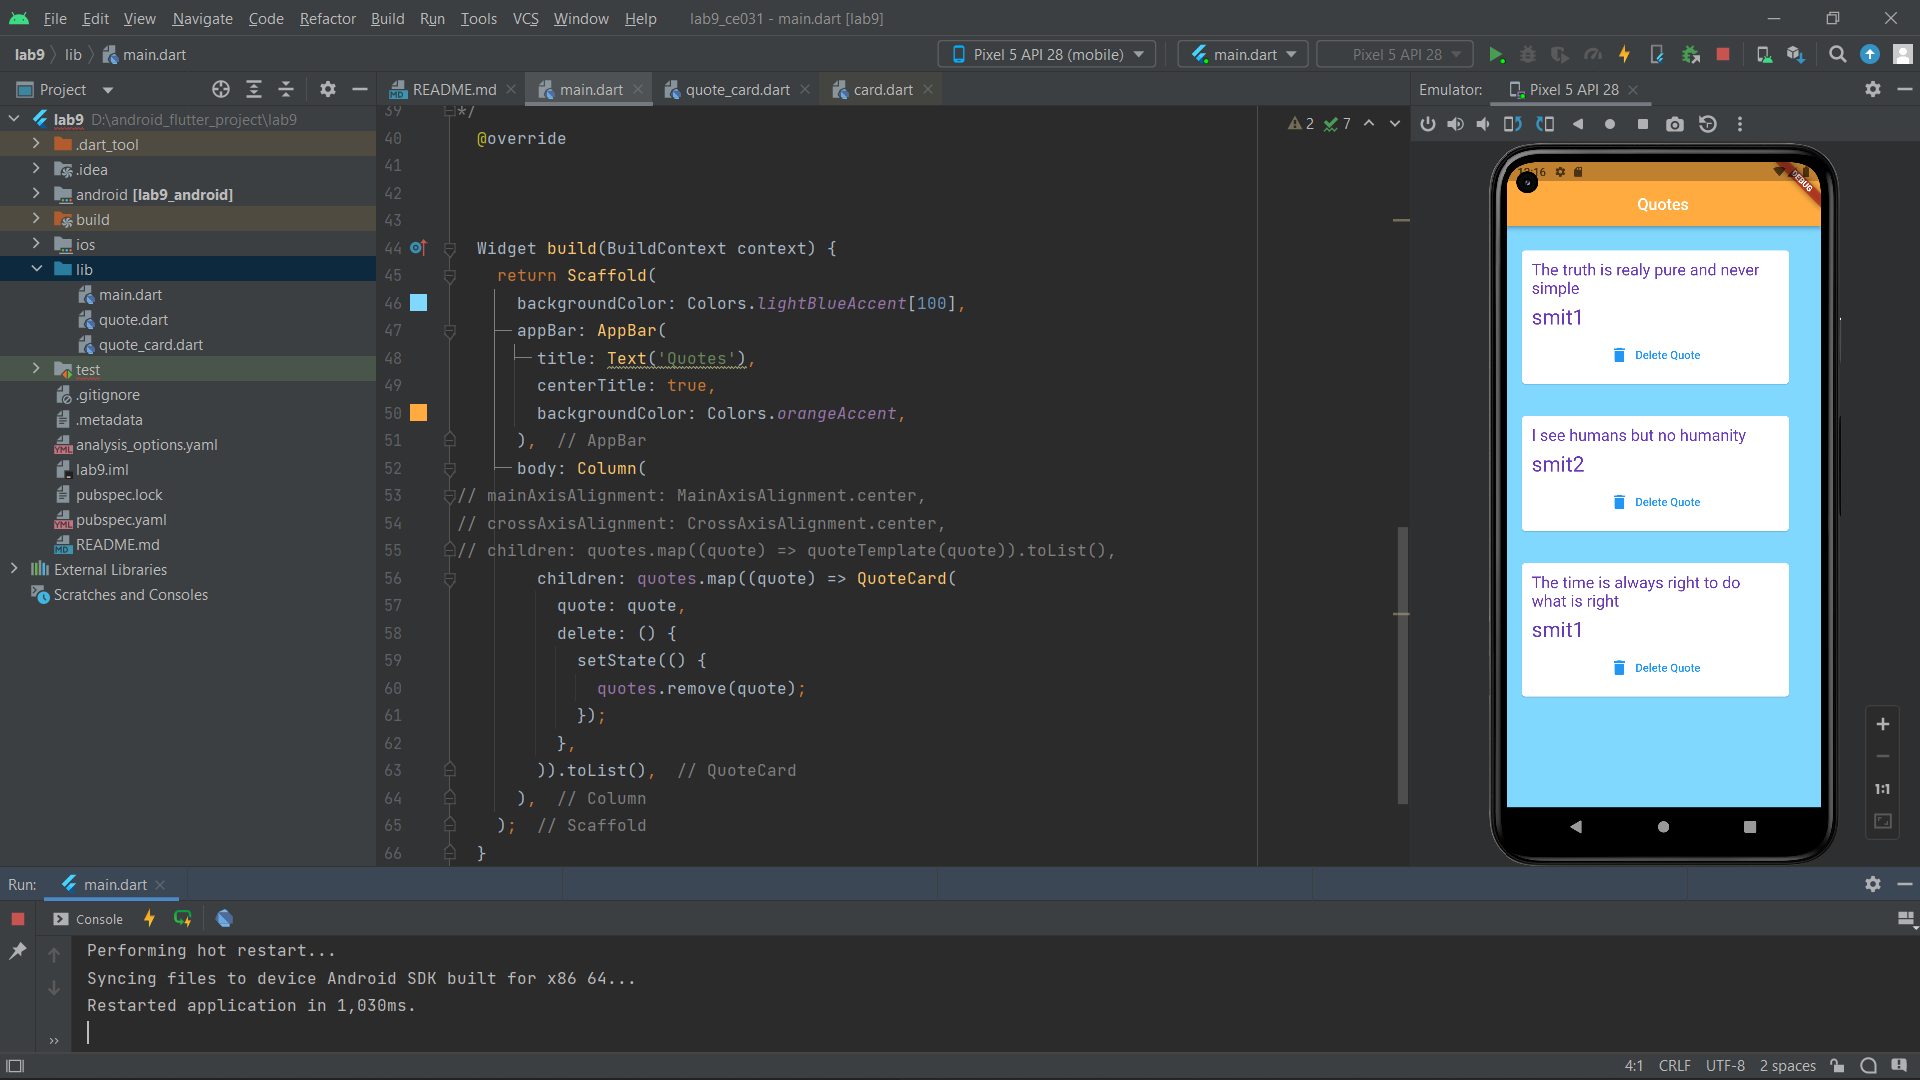 File Edit View Navigate Code Refactor Build Run Tools VCS Window Help lab9_ce031 - main.dart [lab9]
lab9 lib main.dart Pixel 5 API 28 (mobile) main.dart Pixel 5 API 28
Project README.md main.dart quote_card.dart card.dart Emulator: Pixel 5 API 28
lab9 D:\android_flutter_project\lab9
.dart_tool
.idea
android [lab9_android]
build
ios
lib
main.dart
quote.dart
quote_card.dart
test
.gitignore
.metadata
analysis_options.yaml
lab9.iml
pubspec.lock
pubspec.yaml
README.md
External Libraries
Scratches and Consoles
2 7
39 */
40 @override
41
42
43
44 Widget build(BuildContext context) {
45 return Scaffold(
46 backgroundColor: Colors.lightBlueAccent[100],
47 appBar: AppBar(
48 title: Text('Quotes'),
49 centerTitle: true,
50 backgroundColor: Colors.orangeAccent,
51 ), // AppBar
52 body: Column(
53 // mainAxisAlignment: MainAxisAlignment.center,
54 // crossAxisAlignment: CrossAxisAlignment.center,
55 // children: quotes.map((quote) => quoteTemplate(quote)).toList(),
56 children: quotes.map((quote) => QuoteCard(
57 quote: quote,
58 delete: () {
59 setState(() {
60 quotes.remove(quote);
61 });
62 },
63 )).toList(), // QuoteCard
64 ), // Column
65 ); // Scaffold
66 }
DEBUG
Quotes
The truth is realy pure and never
simple
smit1
Delete Quote
I see humans but no humanity
smit2
Delete Quote
The time is always right to do
what is right
smit1
Delete Quote
1:1
Run: main.dart
Console
Performing hot restart...
Syncing files to device Android SDK built for x86 64...
Restarted application in 1,030ms.
4:1 CRLF UTF-8 2 spaces